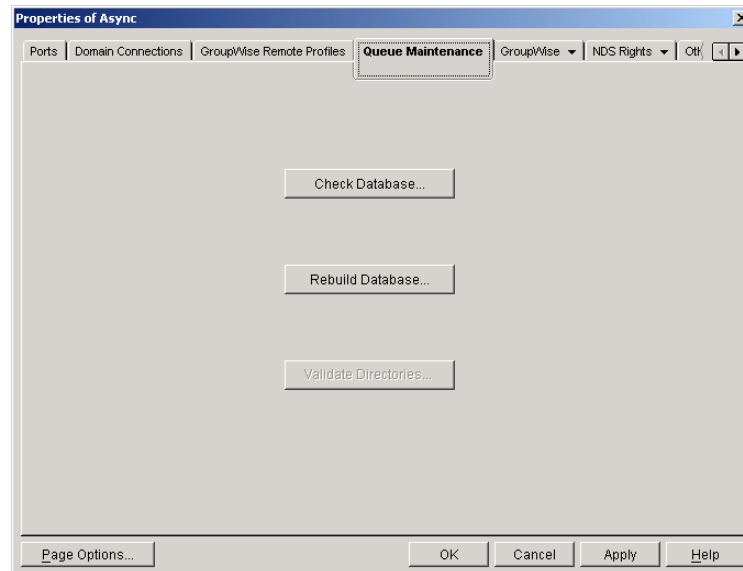 Properties of Async
Ports Domain Connections GroupWise Remote Profiles Queue Maintenance GroupWise NDS Rights Oth
Check Database...
Rebuild Database...
Validate Directories...
Page Options... OK Cancel Apply Help